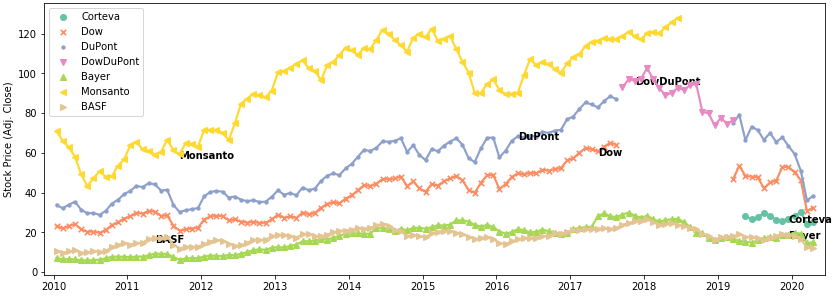 Corteva
Dow
DuPont
DowDuPont
Bayer
Monsanto
BASF
Stock Price (Adj. Close)
120
100
80
60
40
20
0
Monsanto
BASF
DuPont
Dow
DowDuPont
Corteva
Bayer
2010 2011 2012 2013 2014 2015 2016 2017 2018 2019 2020